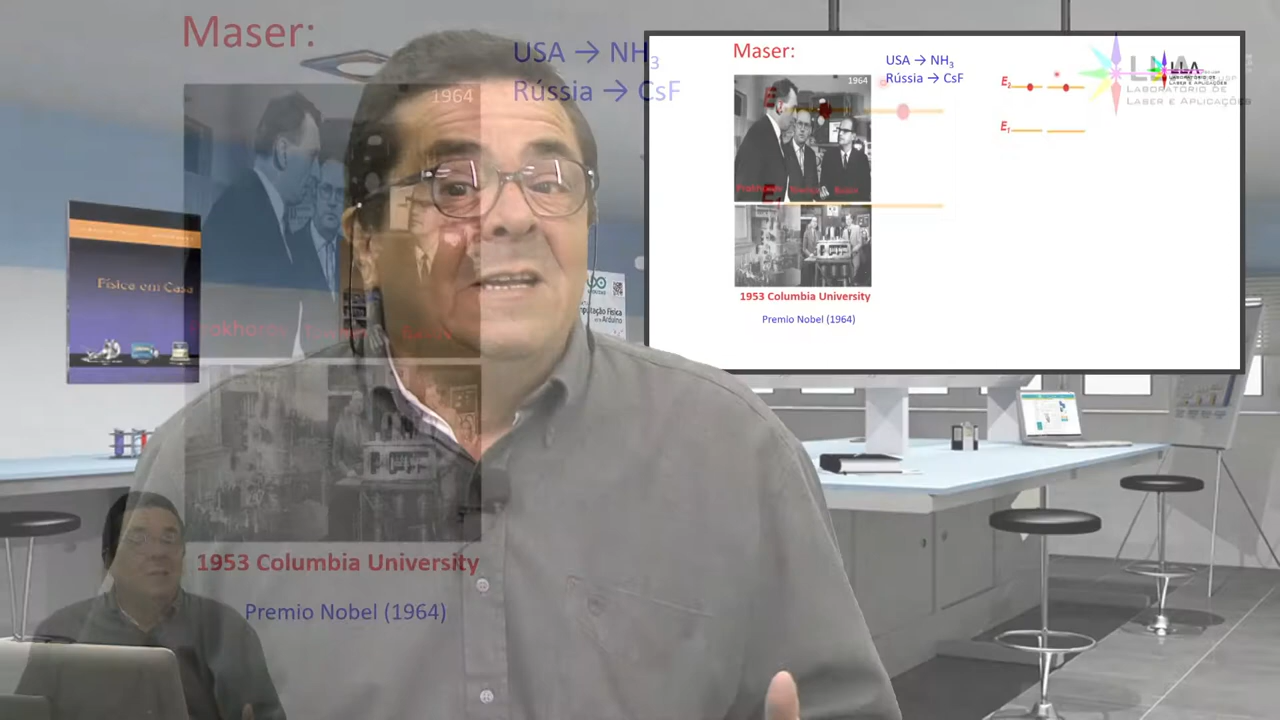 Maser:
USA → NH₃
Rússia → CsF
1964
Prokhorov
1953 Columbia University
Premio Nobel (1964)
Física em Casa
Maser:
USA → NH₃
Rússia → CsF
1964
E₂
E₁
1953 Columbia University
Premio Nobel (1964)
LABORATÓRIO DE
LASER E APLICAÇÕES